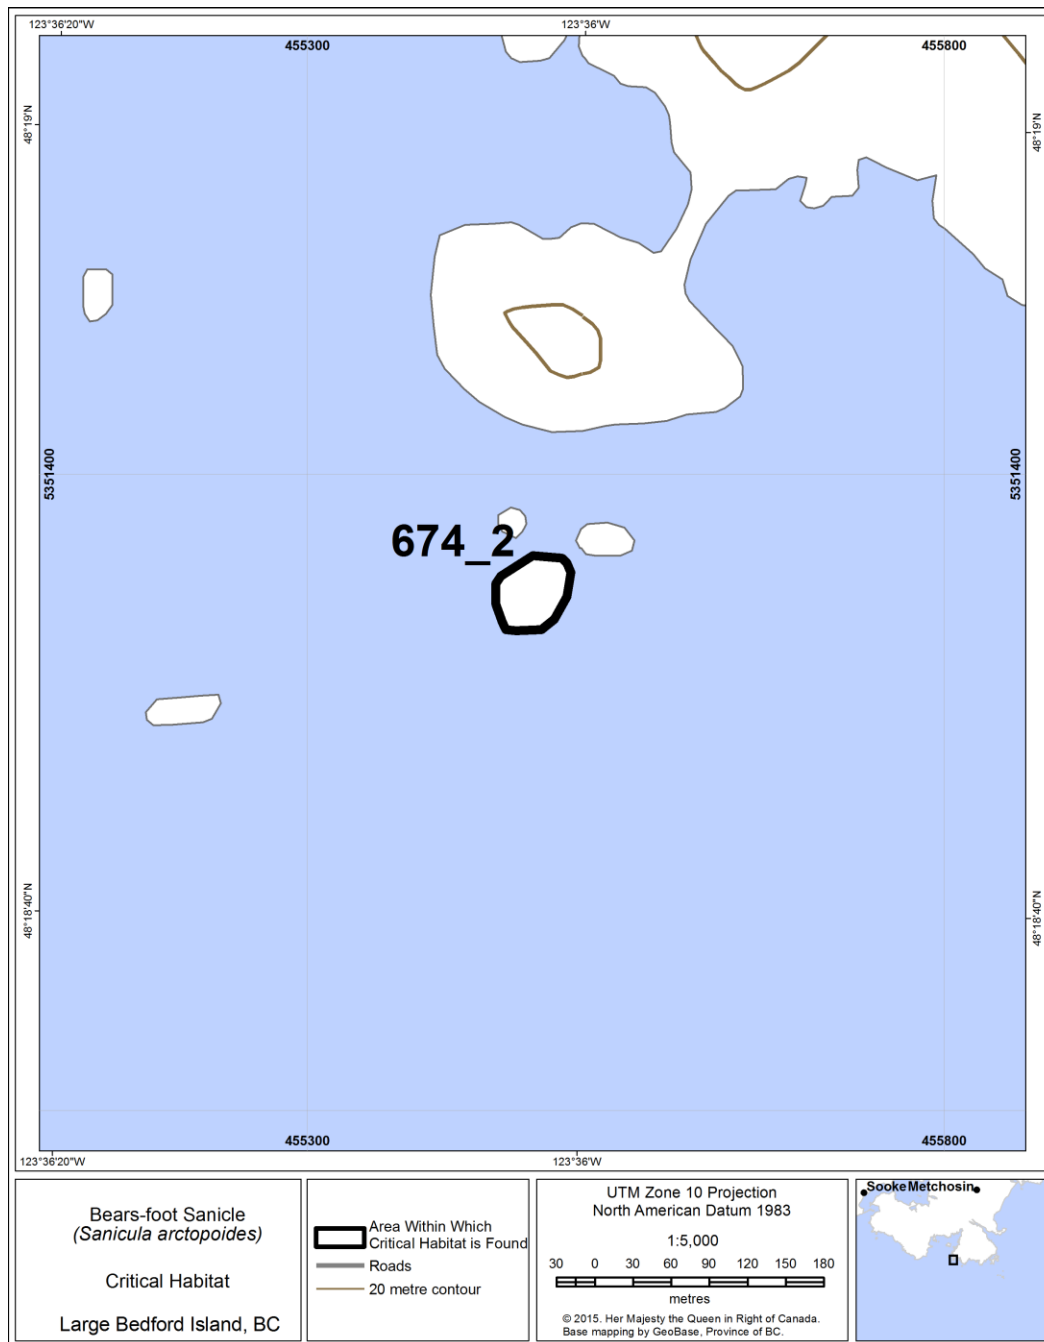 123°36'20"W
123°36'W
455300
455800
48°19'N
48°19'N
5351400
5351400
674_2
48°18'40"N
48°18'40"N
455300
455800
123°36'20"W
123°36'W
Bears-foot Sanicle
(Sanicula arctopoides)
Critical Habitat
Large Bedford Island, BC
Area Within Which
Critical Habitat is Found
Roads
20 metre contour
UTM Zone 10 Projection
North American Datum 1983
1:5,000
30 0 30 60 90 120 150 180
metres
© 2015. Her Majesty the Queen in Right of Canada.
Base mapping by GeoBase, Province of BC.
Sooke Metchosin